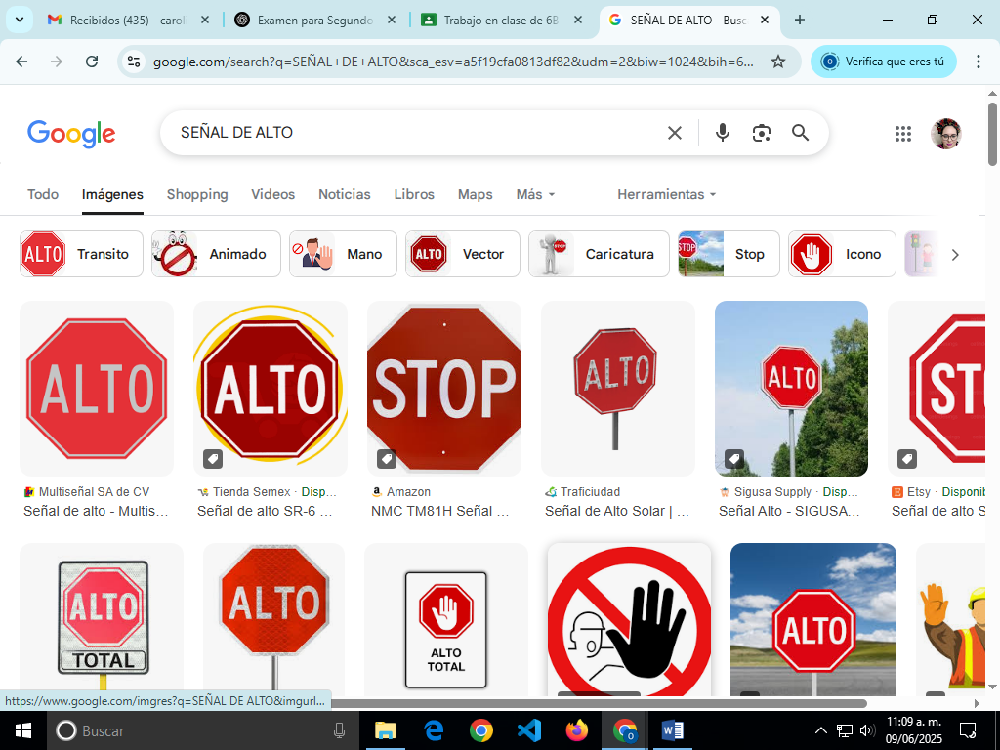 Recibidos (435) - caroli
Examen para Segundo
Trabajo en clase de 6B
SEÑAL DE ALTO - Busc
google.com/search?q=SEÑAL+DE+ALTO&sca_esv=a5f19cfa0813df82&udm=2&biw=1024&bih=6...
Verifica que eres tú
Google
SEÑAL DE ALTO
Todo
Imágenes
Shopping
Videos
Noticias
Libros
Maps
Más
Herramientas
ALTO
Transito
Animado
Mano
ALTO
Vector
STOP
Caricatura
STOP
Stop
Icono
ALTO
ALTO
STOP
ALTO
ALTO
ST
Multiseñal SA de CV
Señal de alto - Multis...
Tienda Semex · Disp...
Señal de alto SR-6 ...
a Amazon
NMC TM81H Señal ...
Traficiudad
Señal de Alto Solar | ...
Sigusa Supply · Disp...
Señal Alto - SIGUSA...
E Etsy · Disponib
Señal de alto S
ALTO
TOTAL
ALTO
ALTO
TOTAL
ALTO
https://www.google.com/imgres?q=SEÑAL DE ALTO&imgurl...
Buscar
11:09 a. m.
09/06/2025